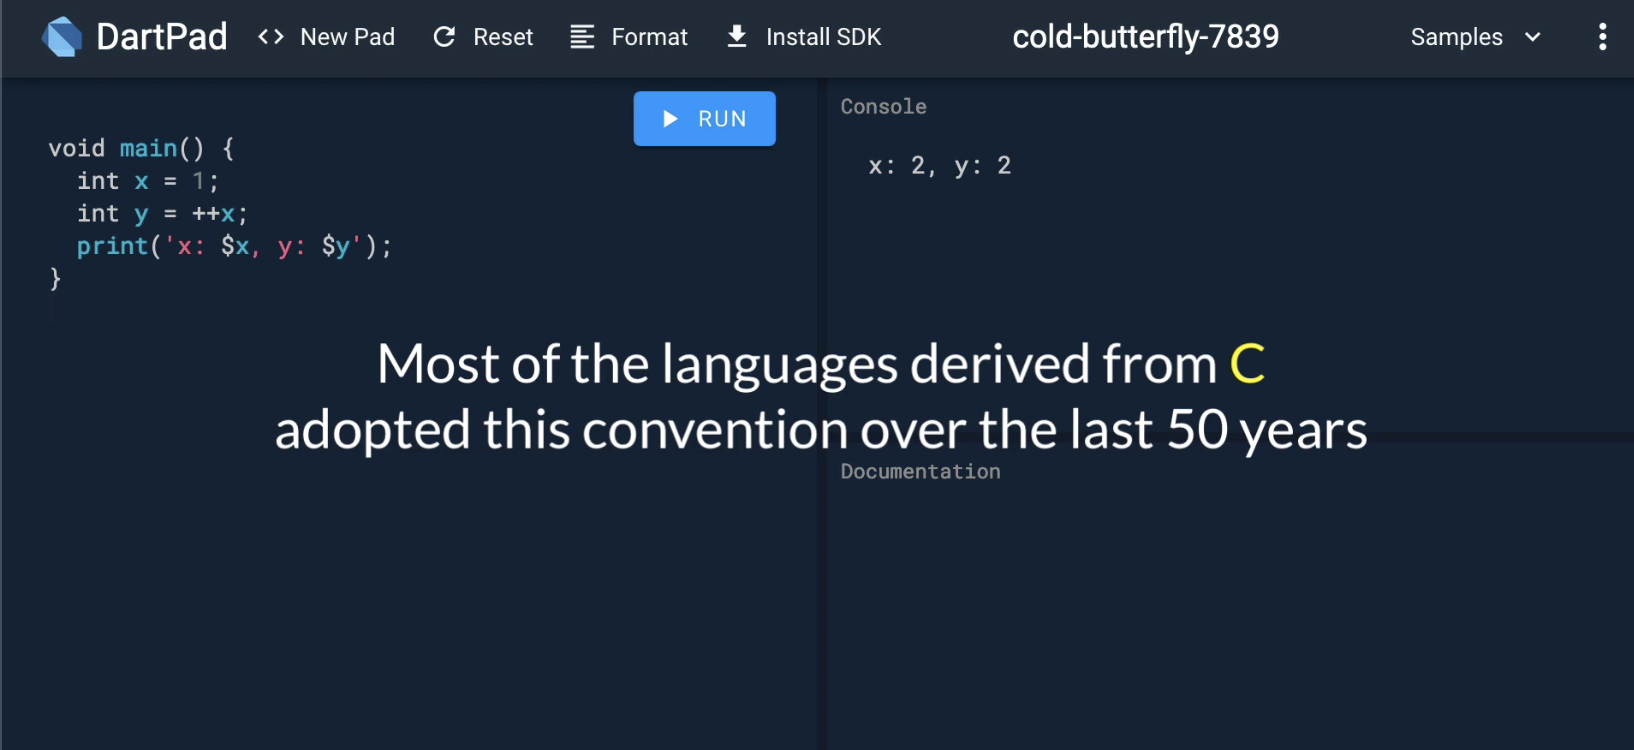 DartPad <> New Pad Reset Format Install SDK cold-butterfly-7839 Samples
RUN
void main() {
  int x = 1;
  int y = ++x;
  print('x: $x, y: $y');
}
Console
x: 2, y: 2
Most of the languages derived from C
adopted this convention over the last 50 years
Documentation